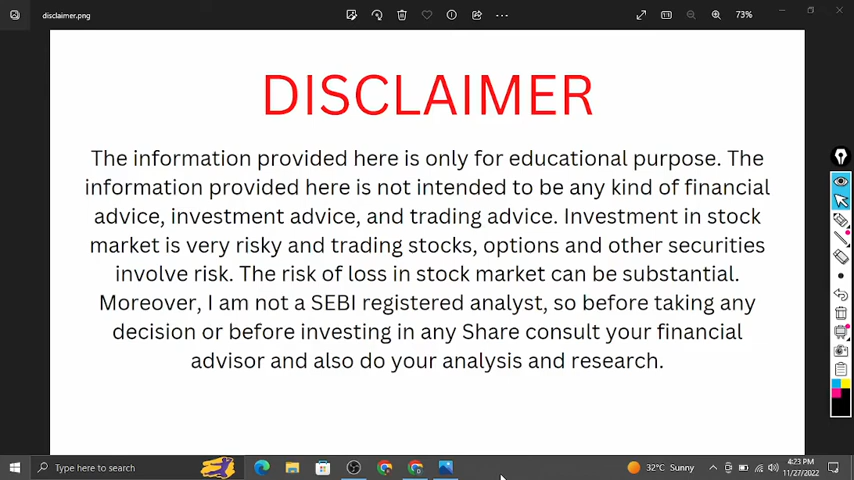 disclaimer.png
73%
DISCLAIMER
The information provided here is only for educational purpose. The
information provided here is not intended to be any kind of financial
advice, investment advice, and trading advice. Investment in stock
market is very risky and trading stocks, options and other securities
involve risk. The risk of loss in stock market can be substantial.
Moreover, I am not a SEBI registered analyst, so before taking any
decision or before investing in any Share consult your financial
advisor and also do your analysis and research.
Type here to search
32°C Sunny
4:23 PM
11/27/2022